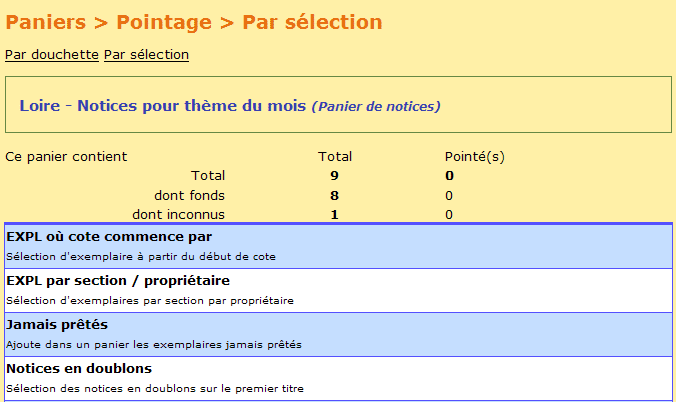 Paniers > Pointage > Par sélection
Par douchette Par sélection
Loire - Notices pour thème du mois (Panier de notices)
Ce panier contient Total Pointé(s)
Total 9 0
dont fonds 8 0
dont inconnus 1 0
EXPL où cote commence par
Sélection d'exemplaire à partir du début de cote
EXPL par section / propriétaire
Sélection d'exemplaires par section par propriétaire
Jamais prêtés
Ajoute dans un panier les exemplaires jamais prêtés
Notices en doublons
Sélection des notices en doublons sur le premier titre